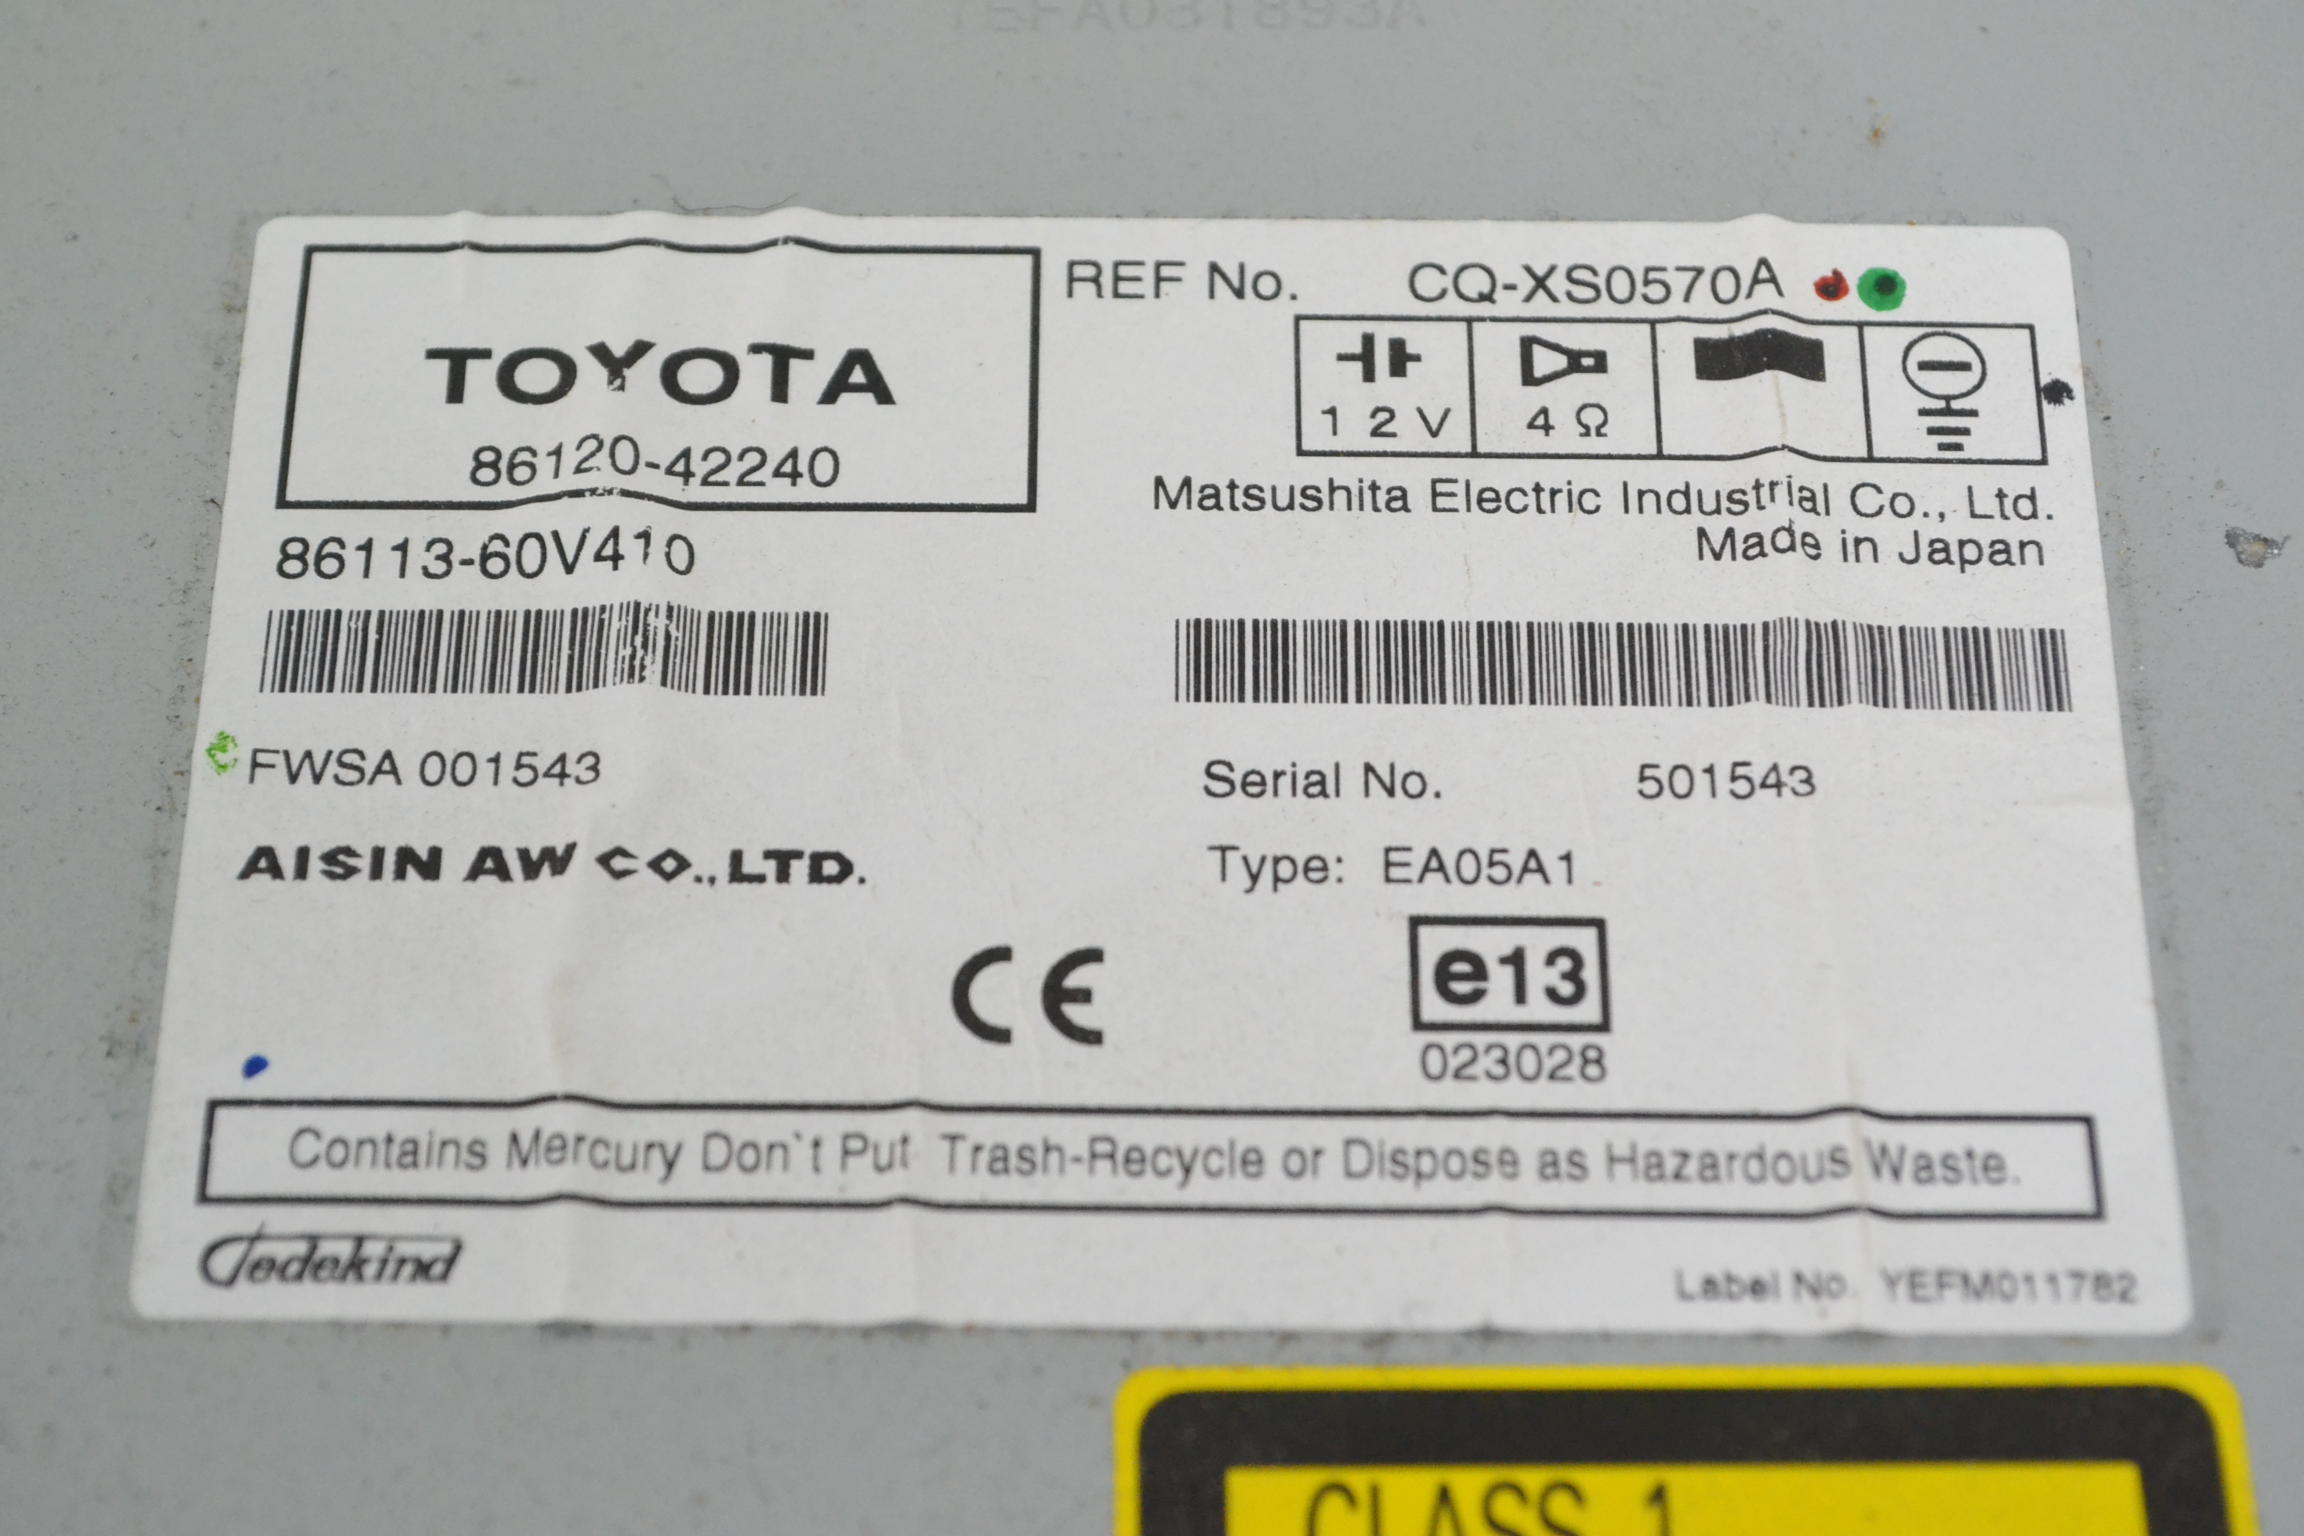 YEFA031893A
TOYOTA
86120-42240
86113-60V410
FWSA 001543
AISIN AW CO.,LTD.
REF No. CQ-XS0570A
12V 4Ω
Matsushita Electric Industrial Co., Ltd.
Made in Japan
Serial No. 501543
Type: EA05A1
CE
e13
023028
Contains Mercury Don`t Put Trash-Recycle or Dispose as Hazardous Waste.
Dedekind
Label No. YEFM011782
CLASS 1